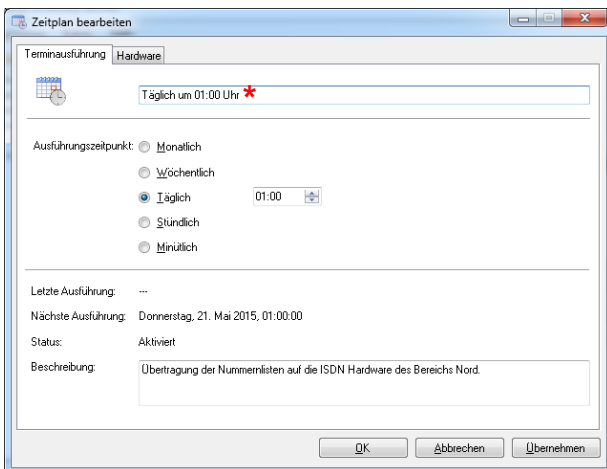 Zeitplan bearbeiten
Terminausführung Hardware
Täglich um 01:00 Uhr *
Ausführungszeitpunkt: Monatlich
Wöchentlich
Täglich 01:00
Stündlich
Minütlich
Letzte Ausführung: ---
Nächste Ausführung: Donnerstag, 21. Mai 2015, 01:00:00
Status: Aktiviert
Beschreibung: Übertragung der Nummernlisten auf die ISDN Hardware des Bereichs Nord.
OK Abbrechen Übernehmen